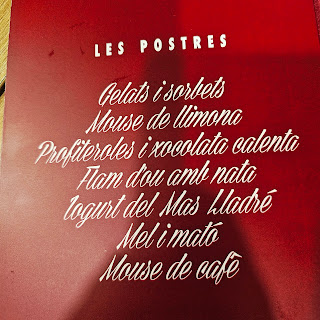 LES POSTRES
Gelats i sorbets
Mouse de llimona
Profiteroles i xocolata calenta
Flam d'ou amb nata
Iogurt del Mas Lladré
Mel i mató
Mouse de cafè